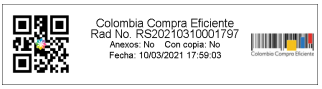 Colombia Compra Eficiente
Rad No. RS20210310001797
Anexos: No Con copia: No
Fecha: 10/03/2021 17:59:03
Colombia Compra Eficiente